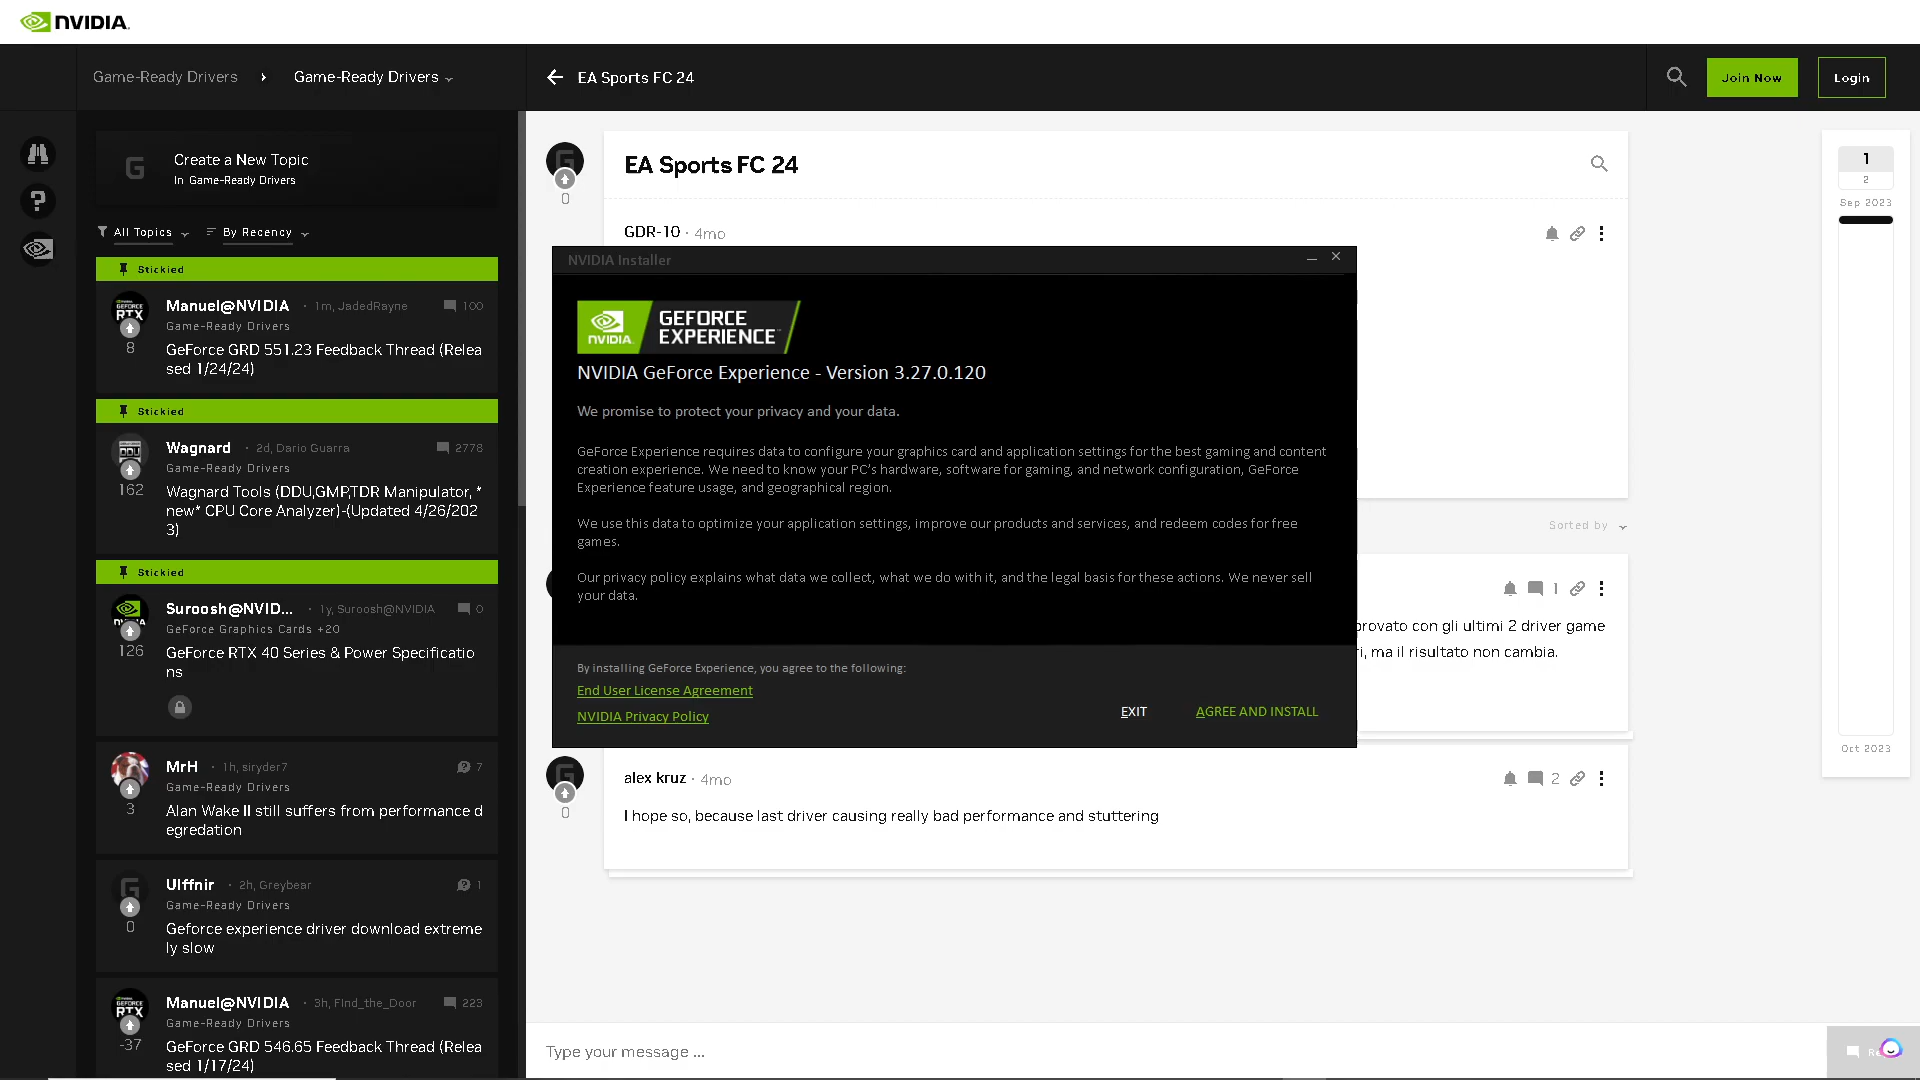 NVIDIA.
Game-Ready Drivers
Game-Ready Drivers
EA Sports FC 24
Join Now
Login
Create a New Topic
In Game-Ready Drivers
All Topics
By Recency
Stickied
Manuel@NVIDIA · 1m, JadedRayne 100
Game-Ready Drivers
8
GeForce GRD 551.23 Feedback Thread (Relea
sed 1/24/24)
Stickied
Wagnard · 2d, Dario Guarra 2778
Game-Ready Drivers
162
Wagnard Tools (DDU,GMP,TDR Manipulator, *
new* CPU Core Analyzer)-(Updated 4/26/202
3)
Stickied
Suroosh@NVID... · 1y, Suroosh@NVIDIA 0
GeForce Graphics Cards +20
126
GeForce RTX 40 Series & Power Specificatio
ns
MrH · 1h, siryder7 7
Game-Ready Drivers
3
Alan Wake II still suffers from performance d
egredation
Ulffnir · 2h, Greybear 1
Game-Ready Drivers
0
Geforce experience driver download extreme
ly slow
Manuel@NVIDIA · 3h, Find_the_Door 223
Game-Ready Drivers
-37
GeForce GRD 546.65 Feedback Thread (Relea
sed 1/17/24)
EA Sports FC 24
0
GDR-10 · 4mo
NVIDIA Installer
NVIDIA.
GEFORCE
EXPERIENCE
NVIDIA GeForce Experience - Version 3.27.0.120
We promise to protect your privacy and your data.
GeForce Experience requires data to configure your graphics card and application settings for the best gaming and content
creation experience. We need to know your PC's hardware, software for gaming, and network configuration, GeForce
Experience feature usage, and geographical region.
We use this data to optimize your application settings, improve our products and services, and redeem codes for free
games.
Our privacy policy explains what data we collect, what we do with it, and the legal basis for these actions. We never sell
your data.
By installing GeForce Experience, you agree to the following:
End User License Agreement
NVIDIA Privacy Policy
EXIT
AGREE AND INSTALL
Sorted by
1
provato con gli ultimi 2 driver game
ri, ma il risultato non cambia.
alex kruz · 4mo
2
0
I hope so, because last driver causing really bad performance and stuttering
Type your message ...
1
2
Sep 2023
Oct 2023